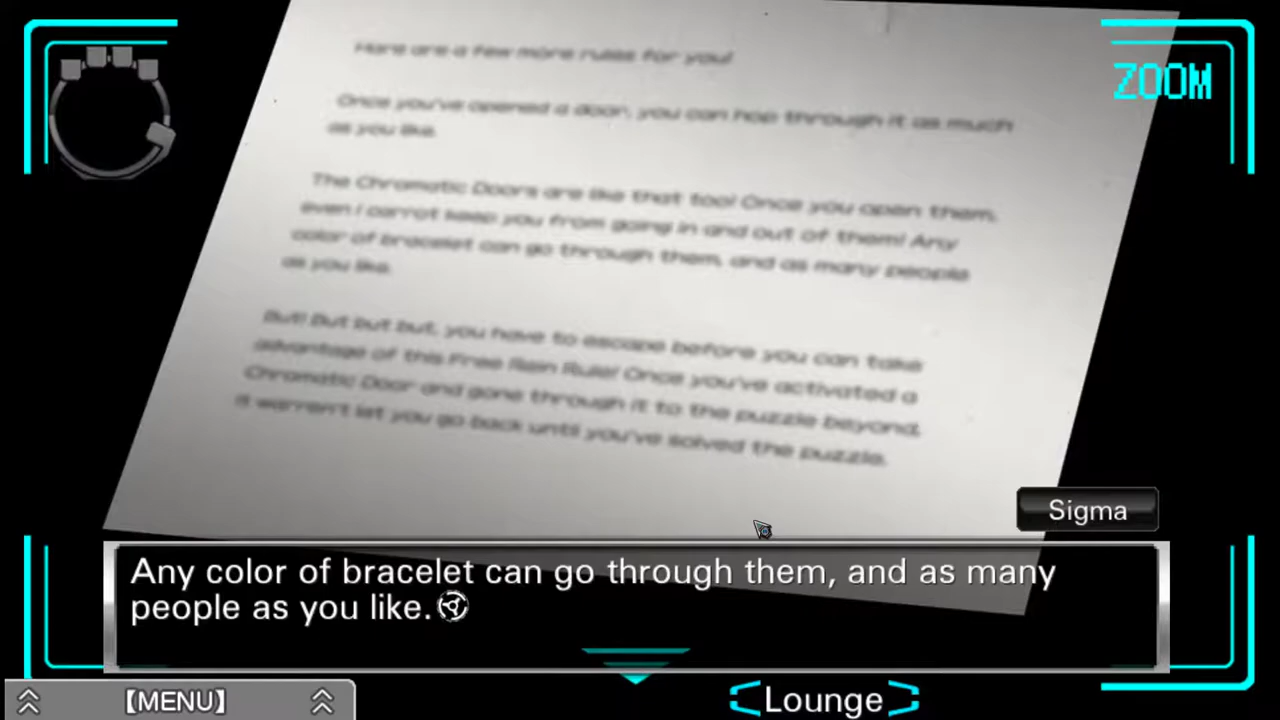 ZOOM
Here are a few more rules for you!
Once you've opened a door, you can hop through it as much
as you like.
The Chromatic Doors are like that too! Once you open them,
even I carrot keep you from going in and out of them! Any
color of bracelet can go through them, and as many people
as you like.
But! But but but, you have to escape before you can take
advantage of this Free Rein Rule! Once you've activated a
Chromatic Door and gone through it to the puzzle beyond,
it warren't let you go back until you've solved the puzzle.
Sigma
Any color of bracelet can go through them, and as many
people as you like.
【MENU】
Lounge